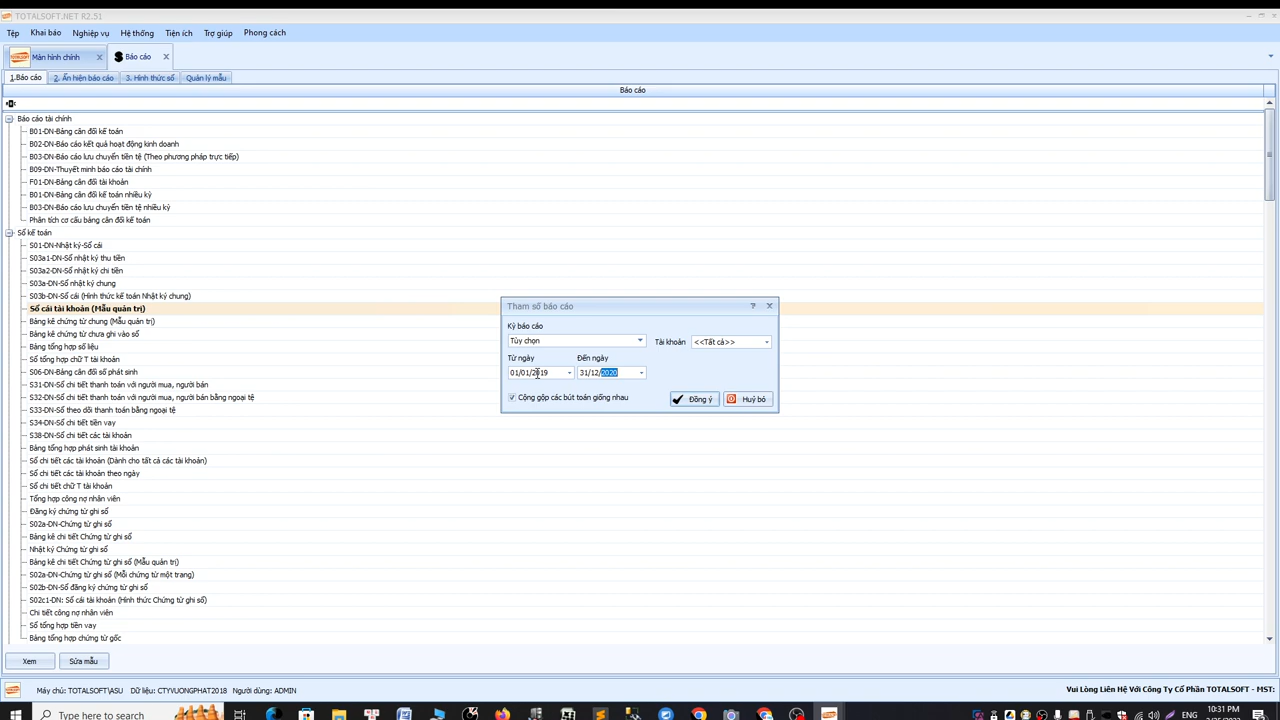 TOTALSOFT.NET R2.51
Tệp Khai báo Nghiệp vụ Hệ thống Tiện ích Trợ giúp Phong cách
Màn hình chính Báo cáo
1.Báo cáo 2. Ẩn hiện báo cáo 3. Hình thức sổ Quản lý mẫu
Báo cáo
Báo cáo tài chính
B01-DN-Bảng cân đối kế toán
B02-DN-Báo cáo kết quả hoạt động kinh doanh
B03-DN-Báo cáo lưu chuyển tiền tệ (Theo phương pháp trực tiếp)
B09-DN-Thuyết minh báo cáo tài chính
F01-DN-Bảng cân đối tài khoản
B01-DN-Bảng cân đối kế toán nhiều kỳ
B03-DN-Báo cáo lưu chuyển tiền tệ nhiều kỳ
Phân tích cơ cấu bảng cân đối kế toán
Sổ kế toán
S01-DN-Nhật ký-Sổ cái
S03a1-DN-Sổ nhật ký thu tiền
S03a2-DN-Sổ nhật ký chi tiền
S03a-DN-Sổ nhật ký chung
S03b-DN-Sổ cái (Hình thức kế toán Nhật ký chung)
Sổ cái tài khoản (Mẫu quản trị)
Bảng kê chứng từ chung (Mẫu quản trị)
Bảng kê chứng từ chưa ghi vào sổ
Bảng tổng hợp số liệu
Sổ tổng hợp chữ T tài khoản
S06-DN-Bảng cân đối số phát sinh
S31-DN-Sổ chi tiết thanh toán với người mua, người bán
S32-DN-Sổ chi tiết thanh toán với người mua, người bán bằng ngoại tệ
S33-DN-Sổ theo dõi thanh toán bằng ngoại tệ
S34-DN-Sổ chi tiết tiền vay
S38-DN-Sổ chi tiết các tài khoản
Bảng tổng hợp phát sinh tài khoản
Sổ chi tiết các tài khoản (Dành cho tất cả các tài khoản)
Sổ chi tiết các tài khoản theo ngày
Sổ chi tiết chữ T tài khoản
Tổng hợp công nợ nhân viên
Đăng ký chứng từ ghi sổ
S02a-DN-Chứng từ ghi sổ
Bảng kê chi tiết Chứng từ ghi sổ
Nhật ký Chứng từ ghi sổ
Bảng kê chi tiết Chứng từ ghi sổ (Mẫu quản trị)
S02a-DN-Chứng từ ghi sổ (Mỗi chứng từ một trang)
S02b-DN-Sổ đăng ký chứng từ ghi sổ
S02c1-DN: Sổ cái tài khoản (Hình thức Chứng từ ghi sổ)
Chi tiết công nợ nhân viên
Sổ tổng hợp tiền vay
Bảng tổng hợp chứng từ gốc
Tham số báo cáo
Kỳ báo cáo
Tùy chọn Tài khoản <<Tất cả>>
Từ ngày Đến ngày
01/01/2019 31/12/2020
Cộng gộp các bút toán giống nhau Đồng ý Huỷ bỏ
Xem Sửa mẫu
Máy chủ: TOTALSOFT\ASU Dữ liệu: CTYVUONGPHAT2018 Người dùng: ADMIN Vui Lòng Liên Hệ Với Công Ty Cổ Phần TOTALSOFT - MST:
Type here to search ENG 10:31 PM